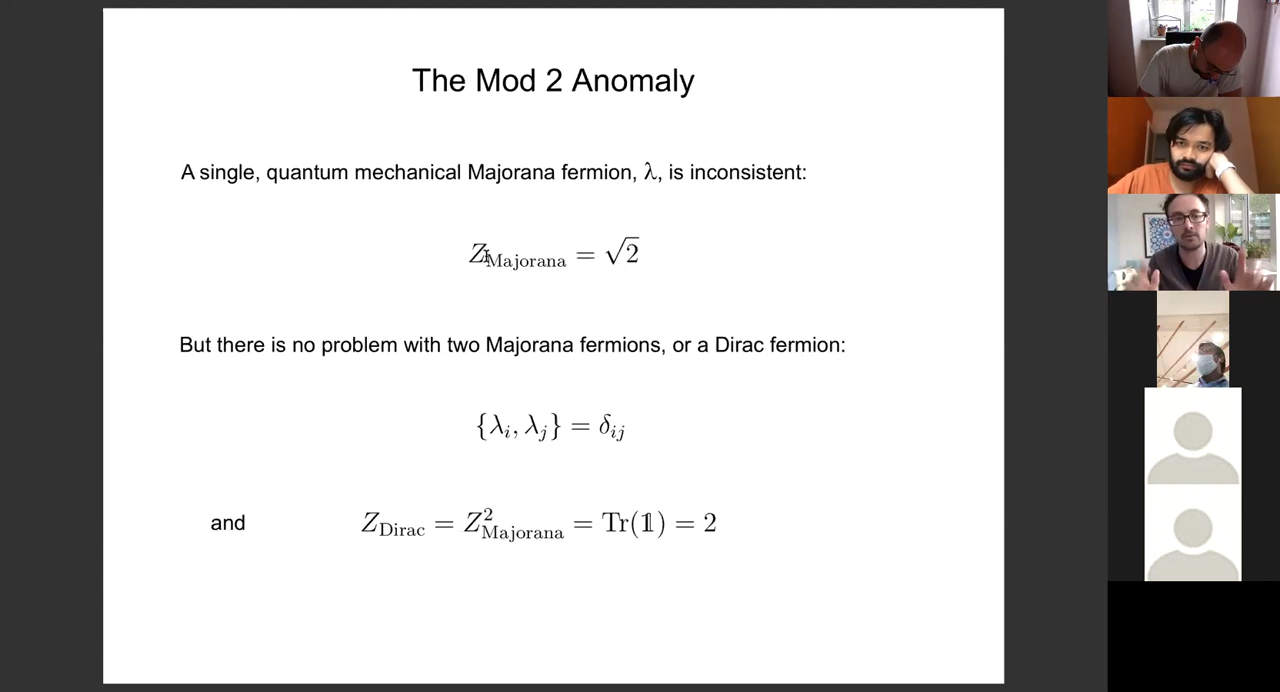 The Mod 2 Anomaly
A single, quantum mechanical Majorana fermion, λ, is inconsistent:
Z_Majorana = √2
But there is no problem with two Majorana fermions, or a Dirac fermion:
{λ_i, λ_j} = δ_ij
and Z_Dirac = Z²_Majorana = Tr(𝟙) = 2